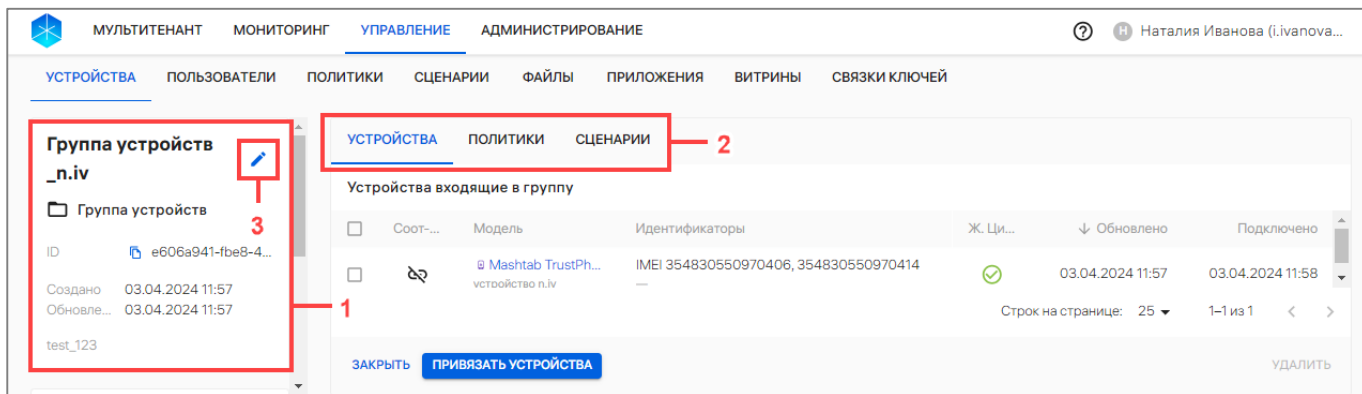 МУЛЬТИТЕНАНТ МОНИТОРИНГ УПРАВЛЕНИЕ АДМИНИСТРИРОВАНИЕ ? Н Наталия Иванова (i.ivanova...
УСТРОЙСТВА ПОЛЬЗОВАТЕЛИ ПОЛИТИКИ СЦЕНАРИИ ФАЙЛЫ ПРИЛОЖЕНИЯ ВИТРИНЫ СВЯЗКИ КЛЮЧЕЙ
Группа устройств
_n.iv
Группа устройств
3
ID e606a941-fbe8-4...
Создано 03.04.2024 11:57
Обновле... 03.04.2024 11:57
test_123
1
УСТРОЙСТВА ПОЛИТИКИ СЦЕНАРИИ 2
Устройства входящие в группу
Соот-... Модель Идентификаторы Ж. Ци... ↓ Обновлено Подключено
Mashtab TrustPh... IMEI 354830550970406, 354830550970414 03.04.2024 11:57 03.04.2024 11:58
устройство n.iv —
Строк на странице: 25 1–1 из 1 < >
ЗАКРЫТЬ ПРИВЯЗАТЬ УСТРОЙСТВА УДАЛИТЬ